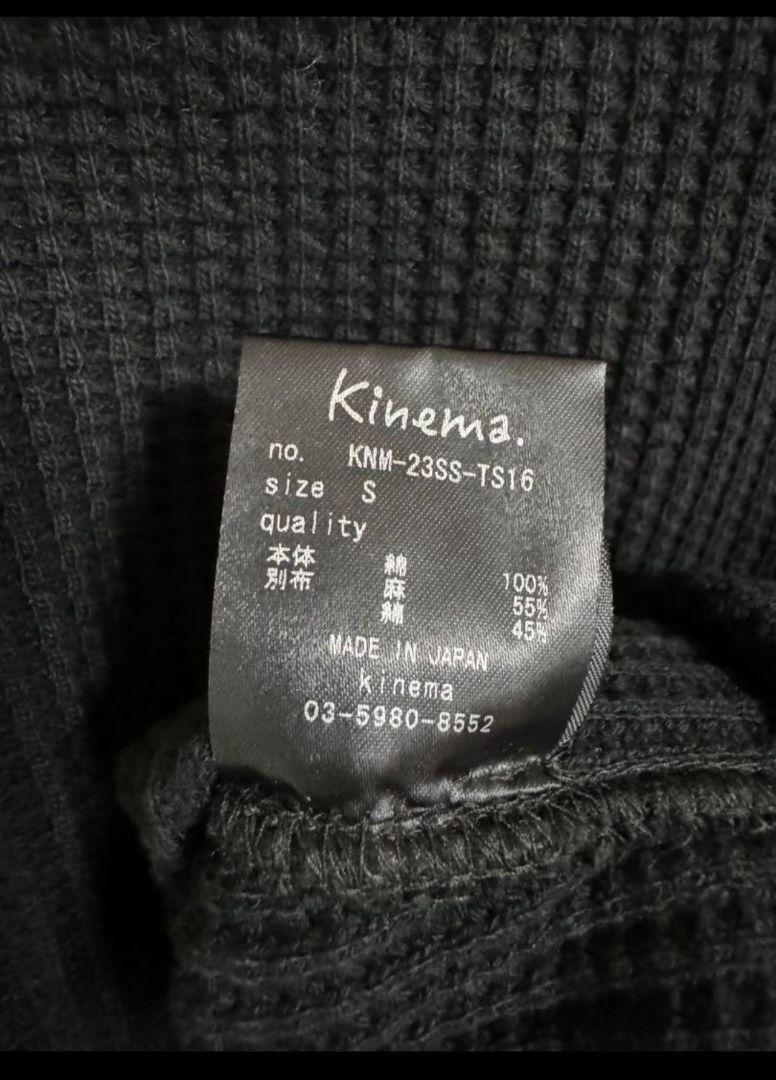 Kinema.
no. KNM-23SS-TS16
size S
quality
本体 綿 100%
別布 麻 55%
綿 45%
MADE IN JAPAN
kinema
03-5980-8552